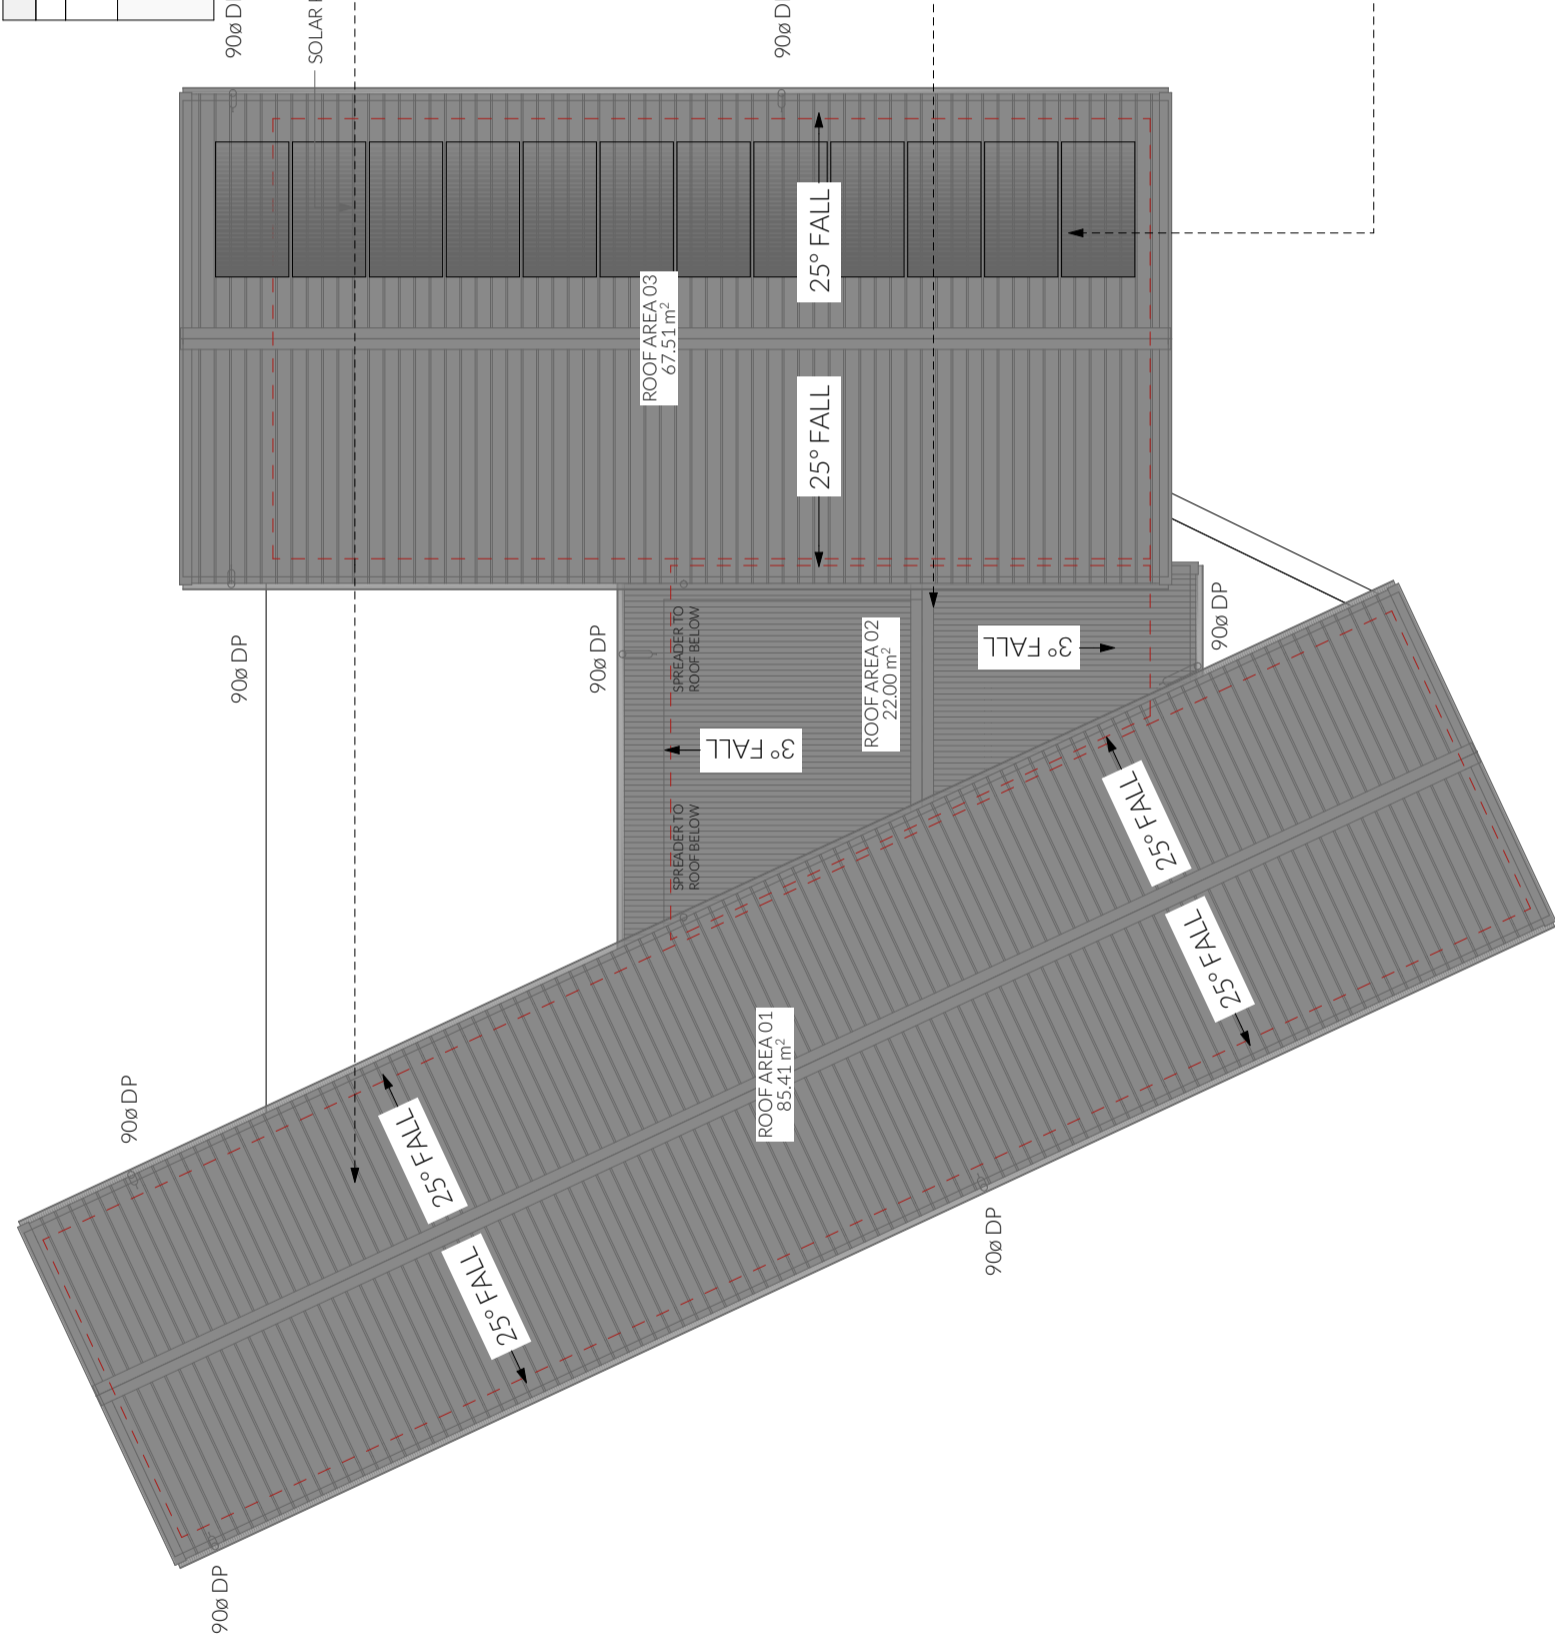 90ø D
SOLAR
90ø D
ROOF AREA 03
67.51 m²
25° FALL
25° FALL
90ø DP
90ø DP
SPREADER TO
ROOF BELOW
ROOF AREA 02
22.00 m²
3° FALL
90ø DP
3° FALL
SPREADER TO
ROOF BELOW
25° FALL
25° FALL
ROOF AREA 01
85.41 m²
90ø DP
25° FALL
25° FALL
90ø DP
90ø DP